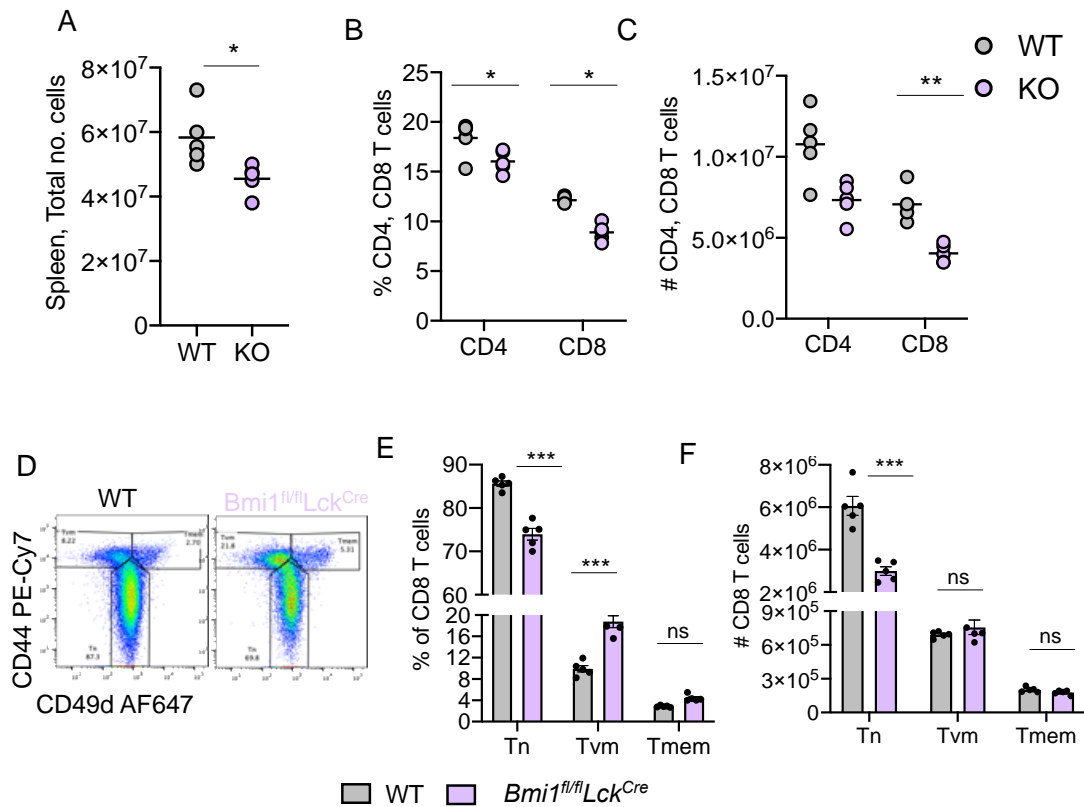 A
*
8×10⁷
6×10⁷
4×10⁷
2×10⁷
0
Spleen, Total no. cells
WT KO
B
* *
25
20
15
10
5
0
% CD4, CD8 T cells
CD4 CD8
C
WT
KO
**
1.5×10⁷
1.0×10⁷
5.0×10⁶
0
# CD4, CD8 T cells
CD4 CD8
D
WT Bmi1ᶠˡ/ᶠˡLckᶜʳᵉ
Tvm
8.22
Tmem
2.70
Tn
67.3
Tvm
21.8
Tmem
5.31
Tn
69.8
CD44 PE-Cy7
CD49d AF647
E
***
***
ns
90
80
70
60
20
16
12
8
4
0
% of CD8 T cells
Tn Tvm Tmem
F
***
ns
ns
8×10⁶
6×10⁶
4×10⁶
2×10⁶
9×10⁵
6×10⁵
3×10⁵
0
# CD8 T cells
Tn Tvm Tmem
WT Bmi1ᶠˡ/ᶠˡLckᶜʳᵉ